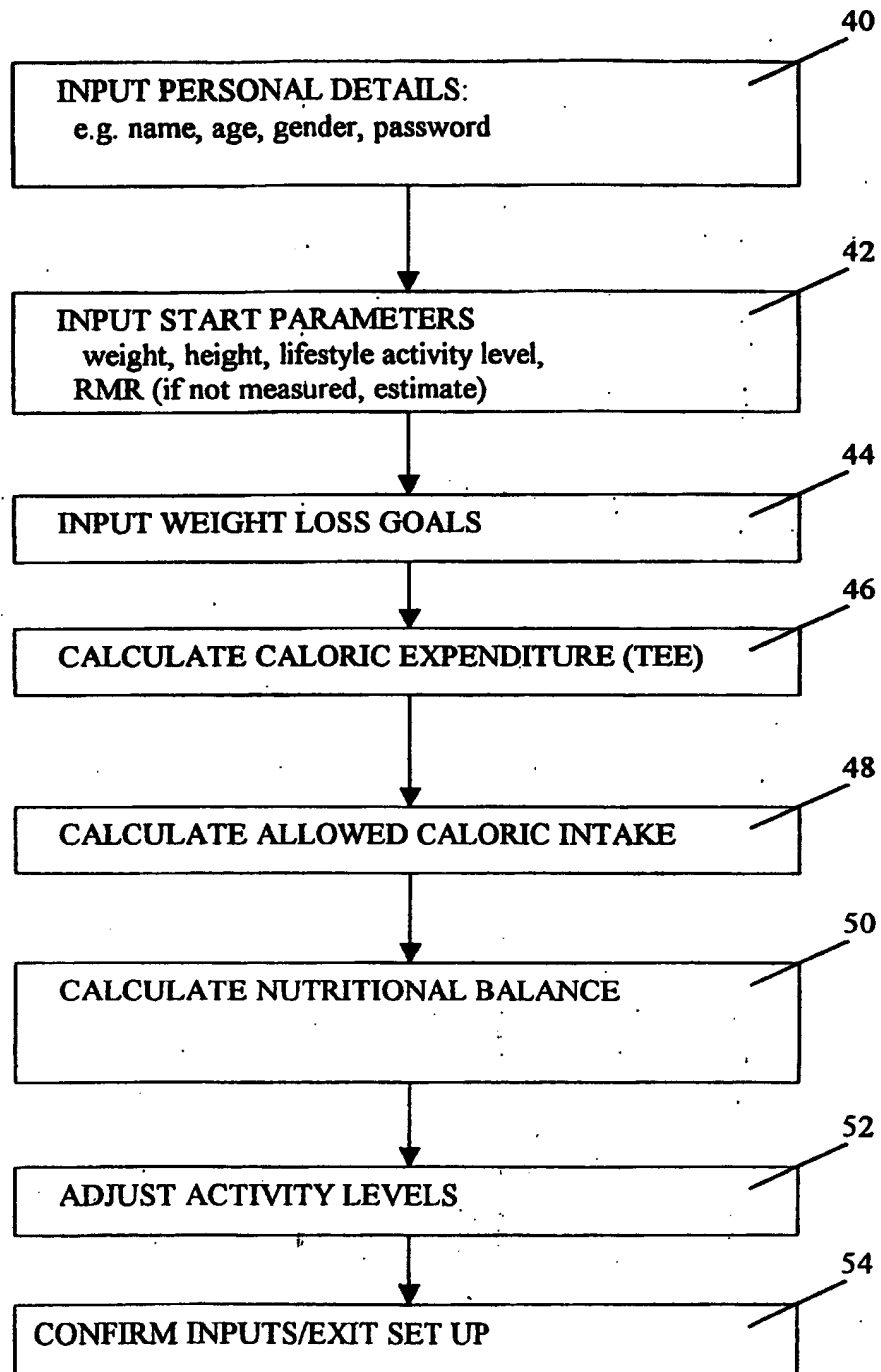 40
INPUT PERSONAL DETAILS:
e.g. name, age, gender, password
42
INPUT START PARAMETERS
weight, height, lifestyle activity level,
RMR (if not measured, estimate)
44
INPUT WEIGHT LOSS GOALS
46
CALCULATE CALORIC EXPENDITURE (TEE)
48
CALCULATE ALLOWED CALORIC INTAKE
50
CALCULATE NUTRITIONAL BALANCE
52
ADJUST ACTIVITY LEVELS
54
CONFIRM INPUTS/EXIT SET UP